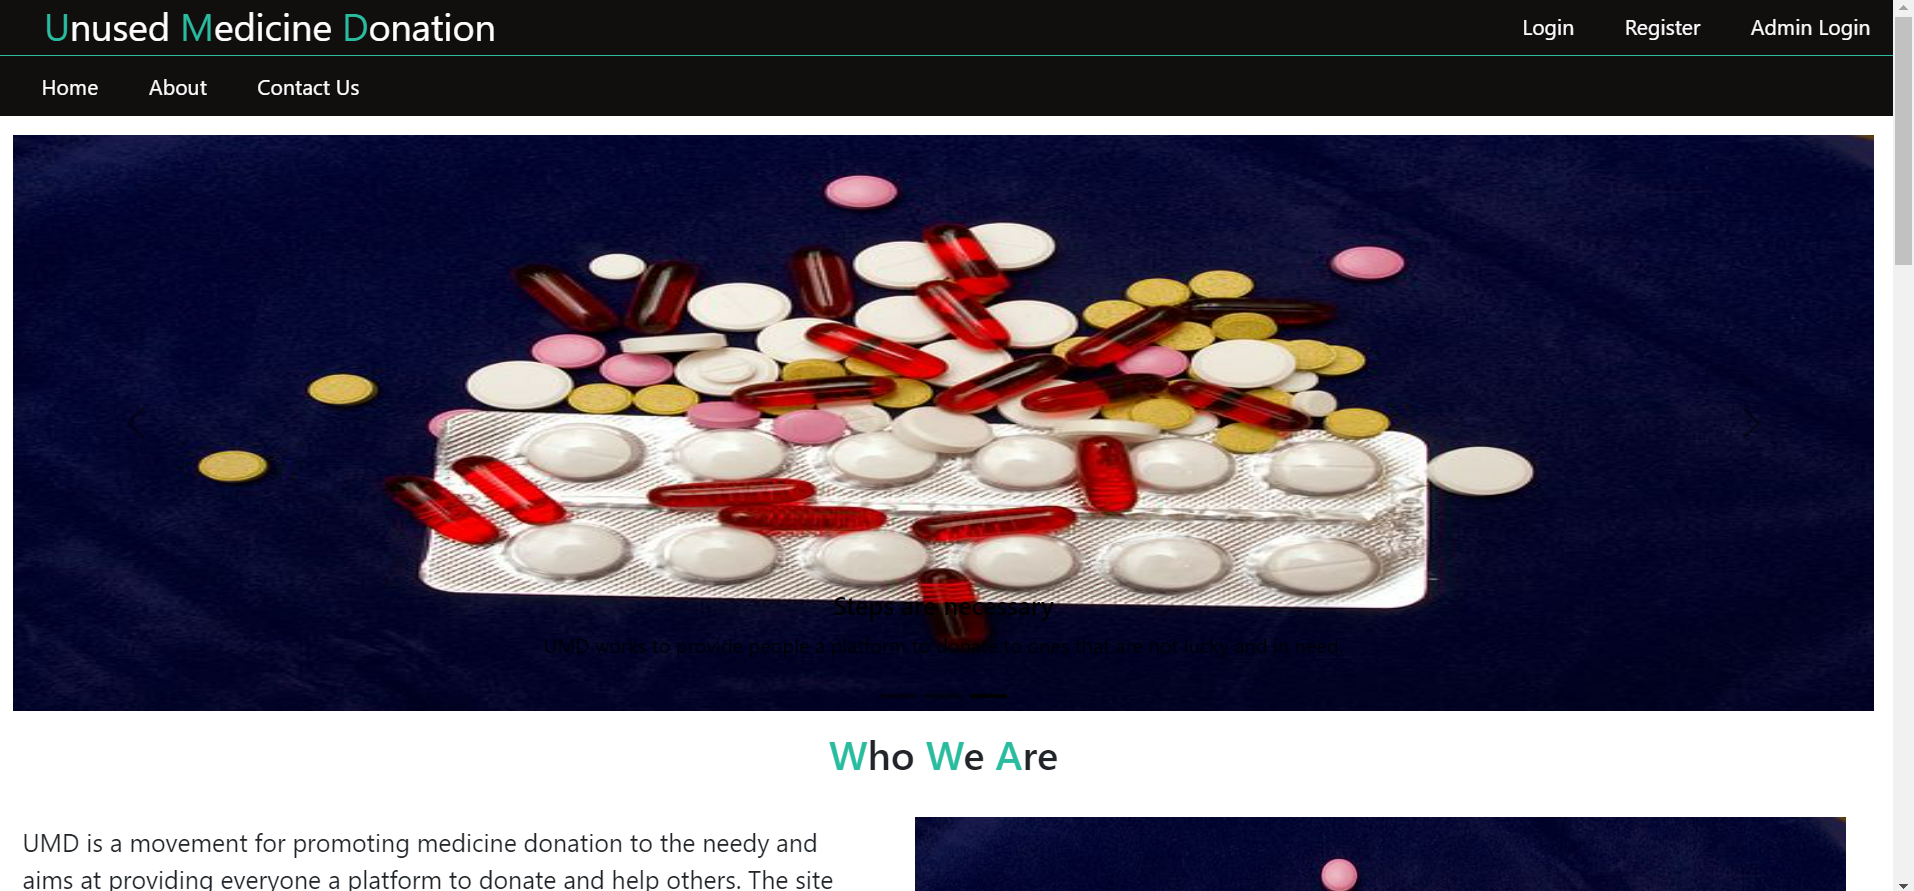 Unused Medicine Donation
Login Register Admin Login
Home About Contact Us
Steps are necessary
UMD works to provide people a platform to donate to ones that are not lucky and in need.
Who We Are
UMD is a movement for promoting medicine donation to the needy and
aims at providing everyone a platform to donate and help others. The site